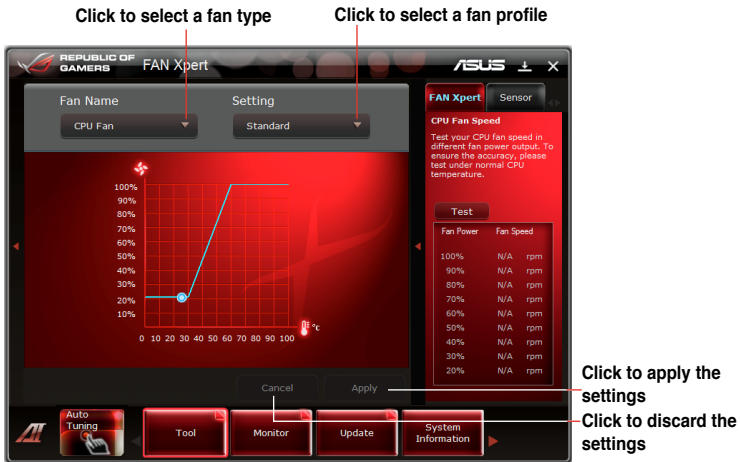 Click to select a fan type
Click to select a fan profile
REPUBLIC OF
GAMERS
FAN Xpert
ASUS
Fan Name
Setting
CPU Fan
Standard
100%
90%
80%
70%
60%
50%
40%
30%
20%
10%
0 10 20 30 40 50 60 70 80 90 100
°C
Cancel
Apply
FAN Xpert
Sensor
CPU Fan Speed
Test your CPU fan speed in
different fan power output. To
ensure the accuracy, please
test under normal CPU
temperature.
Test
Fan Power Fan Speed
100% N/A rpm
90% N/A rpm
80% N/A rpm
70% N/A rpm
60% N/A rpm
50% N/A rpm
40% N/A rpm
30% N/A rpm
20% N/A rpm
Click to apply the
settings
Click to discard the
settings
AI
Auto
Tuning
Tool
Monitor
Update
System
Information